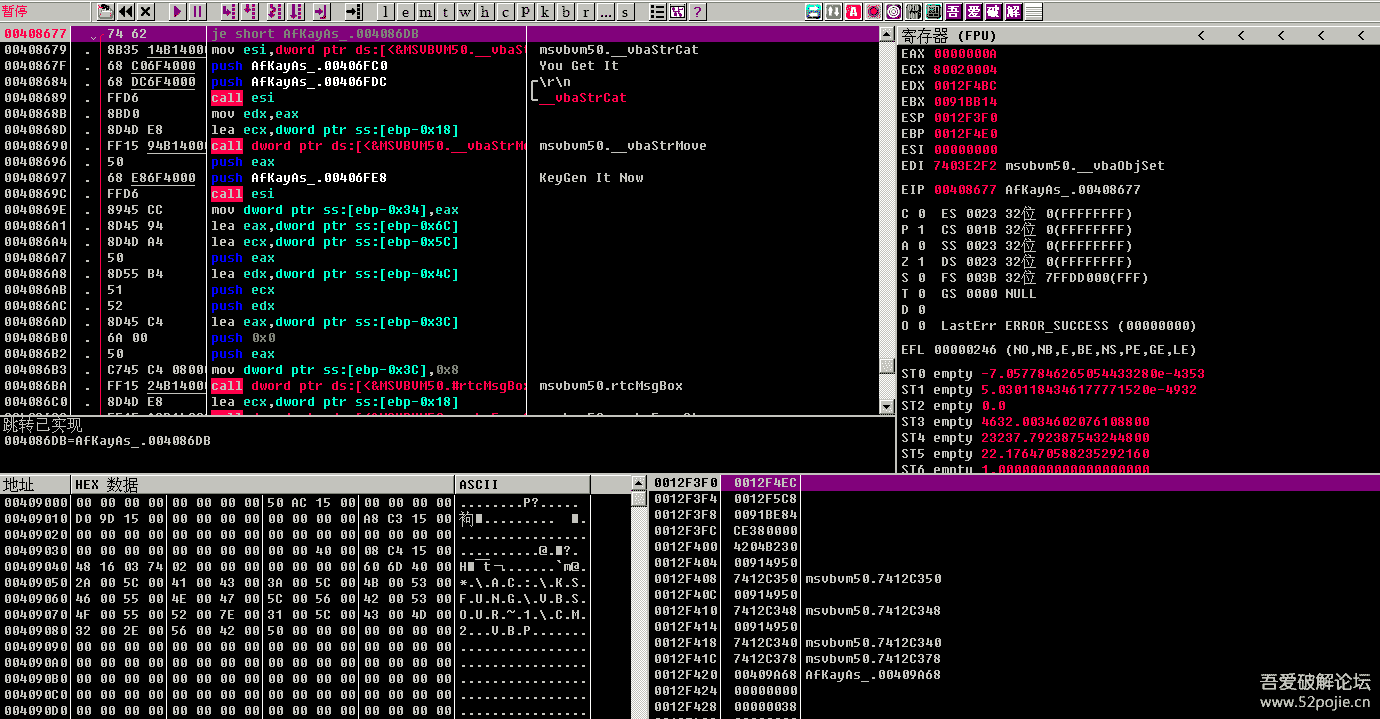 暂停 l e m t w h c p k b r ... s ? 吾 爱 破 解
00408677 74 62 je short AfKayAs_.004086DB
00408679 . 8B35 14B14000 mov esi,dword ptr ds:[<&MSVBVM50.__vbaSt msvbvm50.__vbaStrCat
0040867F . 68 C06F4000 push AfKayAs_.00406FC0 You Get It
00408684 . 68 DC6F4000 push AfKayAs_.00406FDC \r\n
00408689 . FFD6 call esi __vbaStrCat
0040868B . 8BD0 mov edx,eax
0040868D . 8D4D E8 lea ecx,dword ptr ss:[ebp-0x18]
00408690 . FF15 94B14000 call dword ptr ds:[<&MSVBVM50.__vbaStrMo msvbvm50.__vbaStrMove
00408696 . 50 push eax
00408697 . 68 E86F4000 push AfKayAs_.00406FE8 KeyGen It Now
0040869C . FFD6 call esi
0040869E . 8945 CC mov dword ptr ss:[ebp-0x34],eax
004086A1 . 8D45 94 lea eax,dword ptr ss:[ebp-0x6C]
004086A4 . 8D4D A4 lea ecx,dword ptr ss:[ebp-0x5C]
004086A7 . 50 push eax
004086A8 . 8D55 B4 lea edx,dword ptr ss:[ebp-0x4C]
004086AB . 51 push ecx
004086AC . 52 push edx
004086AD . 8D45 C4 lea eax,dword ptr ss:[ebp-0x3C]
004086B0 . 6A 00 push 0x0
004086B2 . 50 push eax
004086B3 . C745 C4 0800 mov dword ptr ss:[ebp-0x3C],0x8
004086BA . FF15 24B14000 call dword ptr ds:[<&MSVBVM50.#rtcMsgBox msvbvm50.rtcMsgBox
004086C0 . 8D4D E8 lea ecx,dword ptr ss:[ebp-0x18]
跳转已实现
004086DB=AfKayAs_.004086DB
寄存器 (FPU) < < < < <
EAX 0000000A
ECX 80020004
EDX 0012F4BC
EBX 0091BB14
ESP 0012F3F0
EBP 0012F4E0
ESI 00000000
EDI 7403E2F2 msvbvm50.__vbaObjSet
EIP 00408677 AfKayAs_.00408677
C 0 ES 0023 32位 0(FFFFFFFF)
P 1 CS 001B 32位 0(FFFFFFFF)
A 0 SS 0023 32位 0(FFFFFFFF)
Z 1 DS 0023 32位 0(FFFFFFFF)
S 0 FS 003B 32位 7FFDD000(FFF)
T 0 GS 0000 NULL
D 0
O 0 LastErr ERROR_SUCCESS (00000000)
EFL 00000246 (NO,NB,E,BE,NS,PE,GE,LE)
ST0 empty -7.0577846265054433280e-4353
ST1 empty 5.0301184346177771520e-4932
ST2 empty 0.0
ST3 empty 4632.0034602076108800
ST4 empty 23237.792387543244800
ST5 empty 22.176470588235292160
ST6 empty 1.0000000000000000000
地址 HEX 数据 ASCII
00409000 00 00 00 00 00 00 00 00 50 AC 15 00 00 00 00 00 ........P?.....
00409010 D0 9D 15 00 00 00 00 00 00 00 00 00 A8 C3 15 00
00409020 00 00 00 00 00 00 00 00 00 00 00 00 00 00 00 00 ................
00409030 00 00 00 00 00 00 00 00 00 00 40 00 08 C4 15 00
00409040 48 16 03 74 02 00 00 00 00 00 00 00 60 6D 40 00
00409050 2A 00 5C 00 41 00 43 00 3A 00 5C 00 4B 00 53 00 *.\.A.C.:.\.K.S.
00409060 46 00 55 00 4E 00 47 00 5C 00 56 00 42 00 53 00 F.U.N.G.\.V.B.S.
00409070 4F 00 55 00 52 00 7E 00 31 00 5C 00 43 00 4D 00 O.U.R.~.1.\.C.M.
00409080 32 00 2E 00 56 00 42 00 50 00 00 00 00 00 00 00 2...V.B.P.......
00409090 00 00 00 00 00 00 00 00 00 00 00 00 00 00 00 00 ................
004090A0 00 00 00 00 00 00 00 00 00 00 00 00 00 00 00 00 ................
004090B0 00 00 00 00 00 00 00 00 00 00 00 00 00 00 00 00 ................
004090C0 00 00 00 00 00 00 00 00 00 00 00 00 00 00 00 00 ................
004090D0 00 00 00 00 00 00 00 00 00 00 00 00 00 00 00 00 ................
0012F3F0 0012F4EC
0012F3F4 0012F5C8
0012F3F8 0091BE84
0012F3FC CE380000
0012F400 4204B230
0012F404 00914950
0012F408 7412C350 msvbvm50.7412C350
0012F40C 00914950
0012F410 7412C348 msvbvm50.7412C348
0012F414 00914950
0012F418 7412C340 msvbvm50.7412C340
0012F41C 7412C378 msvbvm50.7412C378
0012F420 00409A68 AfKayAs_.00409A68
0012F424 00000000
0012F428 00000038
吾爱破解论坛
www.52pojie.cn